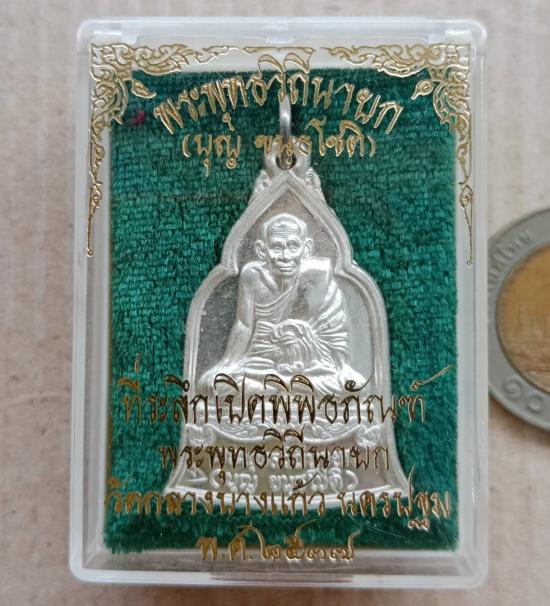 พระพุทธวิถีนายก
(บุญ ขนฺธโชติ)
ที่ระลึกเปิดพิพิธภัณฑ์
พระพุทธวิถีนายก
วัดกลางบางแก้ว นครปฐม
พ.ศ.๒๕๓๗